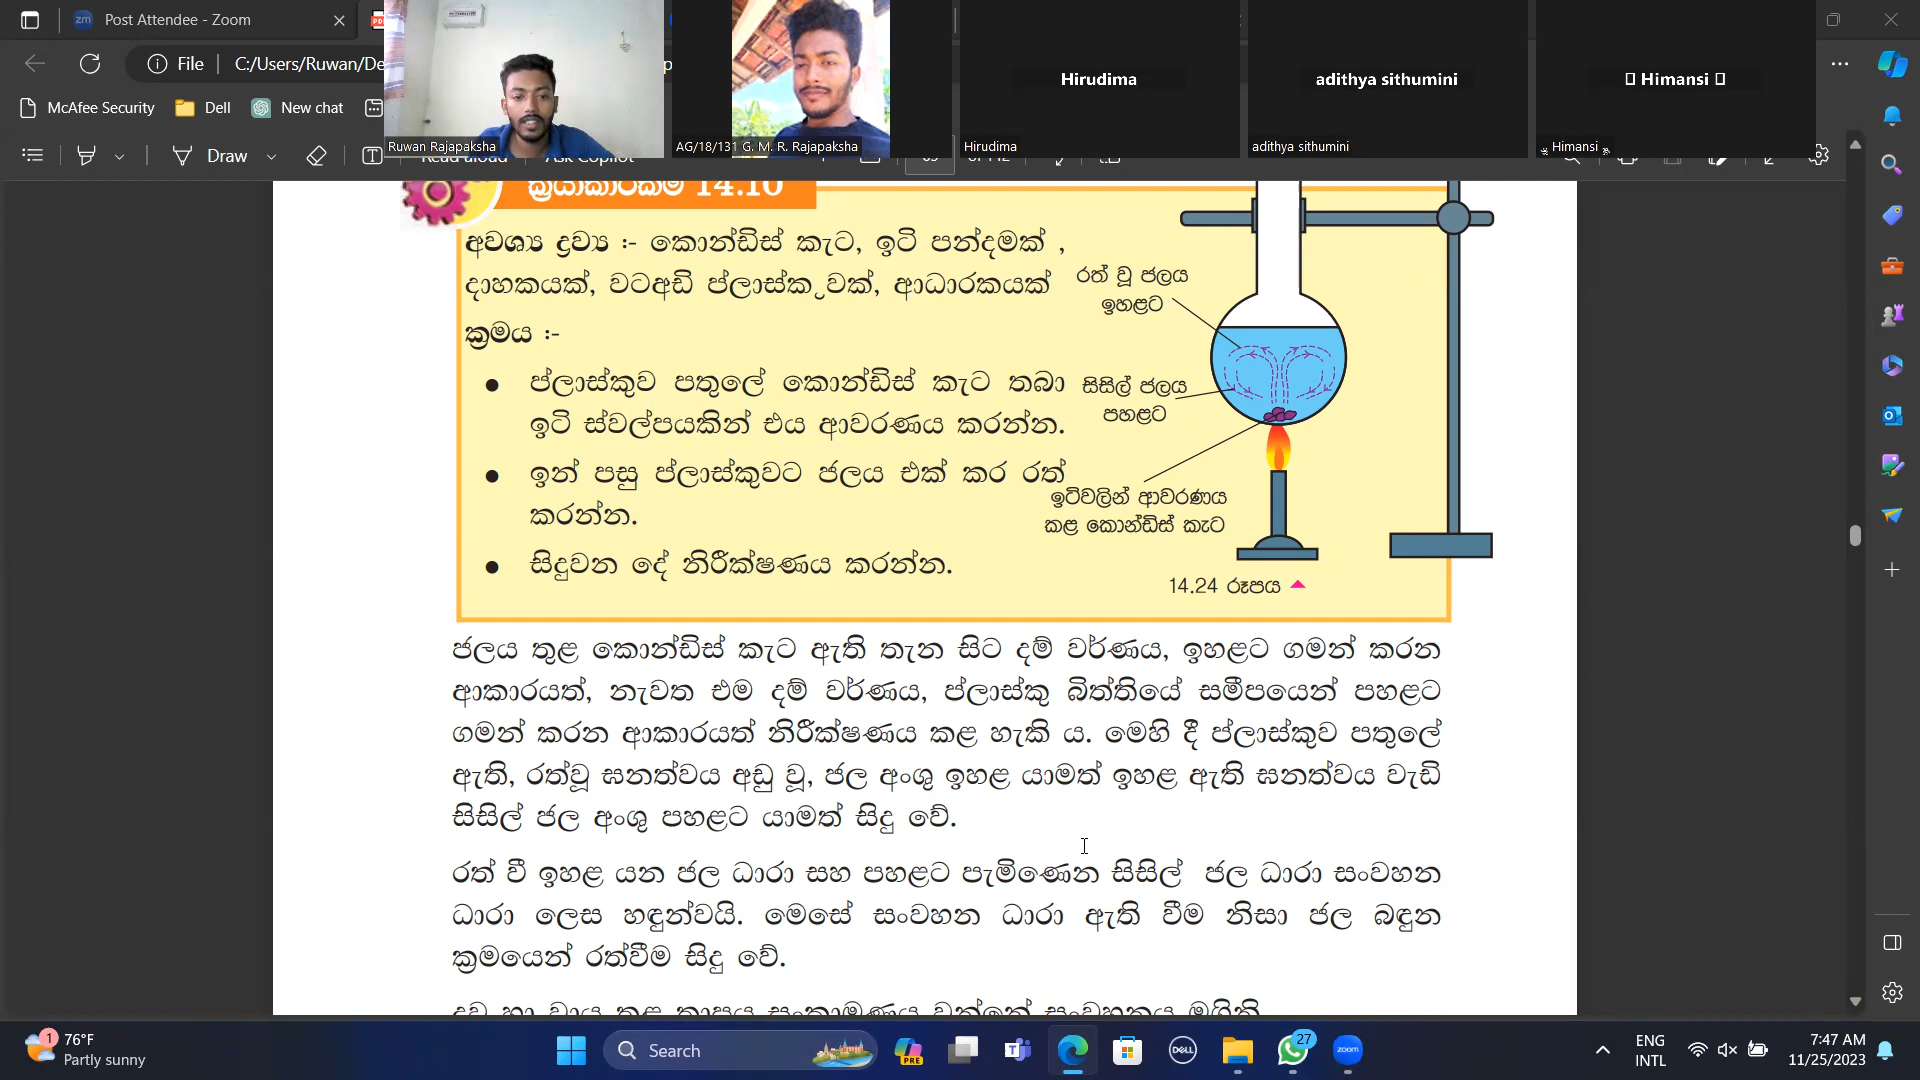 Post Attendee - Zoom
File
C:/Users/Ruwan/De
McAfee Security
Dell
New chat
Draw
Ruwan Rajapaksha
AG/18/131 G. M. R. Rajapaksha
Hirudima
Hirudima
adithya sithumini
adithya sithumini
Himansi
Himansi
ක්‍රියාකාරකම 14.10
අවශ්‍ය ද්‍රව්‍ය :- කොන්ඩිස් කැට, ඉටි පන්දමක් ,
දාහකයක්, වටඅඩි ප්ලාස්කුවක්, ආධාරකයක්
ක්‍රමය :-
● ප්ලාස්කුව පතුලේ කොන්ඩිස් කැට තබා
ඉටි ස්වල්පයකින් එය ආවරණය කරන්න.
● ඉන් පසු ප්ලාස්කුවට ජලය එක් කර රත්
කරන්න.
● සිදුවන දේ නිරීක්ෂණය කරන්න.
රත් වූ ජලය
ඉහළට
සිසිල් ජලය
පහළට
ඉටිවලින් ආවරණය
කළ කොන්ඩිස් කැට
14.24 රූපය
ජලය තුළ කොන්ඩිස් කැට ඇති තැන සිට දම් වර්ණය, ඉහළට ගමන් කරන
ආකාරයත්, නැවත එම දම් වර්ණය, ප්ලාස්කු බිත්තියේ සමීපයෙන් පහළට
ගමන් කරන ආකාරයත් නිරීක්ෂණය කළ හැකි ය. මෙහි දී ප්ලාස්කුව පතුලේ
ඇති, රත්වූ ඝනත්වය අඩු වූ, ජල අංශු ඉහළ යාමත් ඉහළ ඇති ඝනත්වය වැඩි
සිසිල් ජල අංශු පහළට යාමත් සිදු වේ.
රත් වී ඉහළ යන ජල ධාරා සහ පහළට පැමිණෙන සිසිල් ජල ධාරා සංවහන
ධාරා ලෙස හඳුන්වයි. මෙසේ සංවහන ධාරා ඇති වීම නිසා ජල බඳුන
ක්‍රමයෙන් රත්වීම සිදු වේ.
76°F
Partly sunny
Search
PRE
DELL
27
zoom
ENG
INTL
7:47 AM
11/25/2023